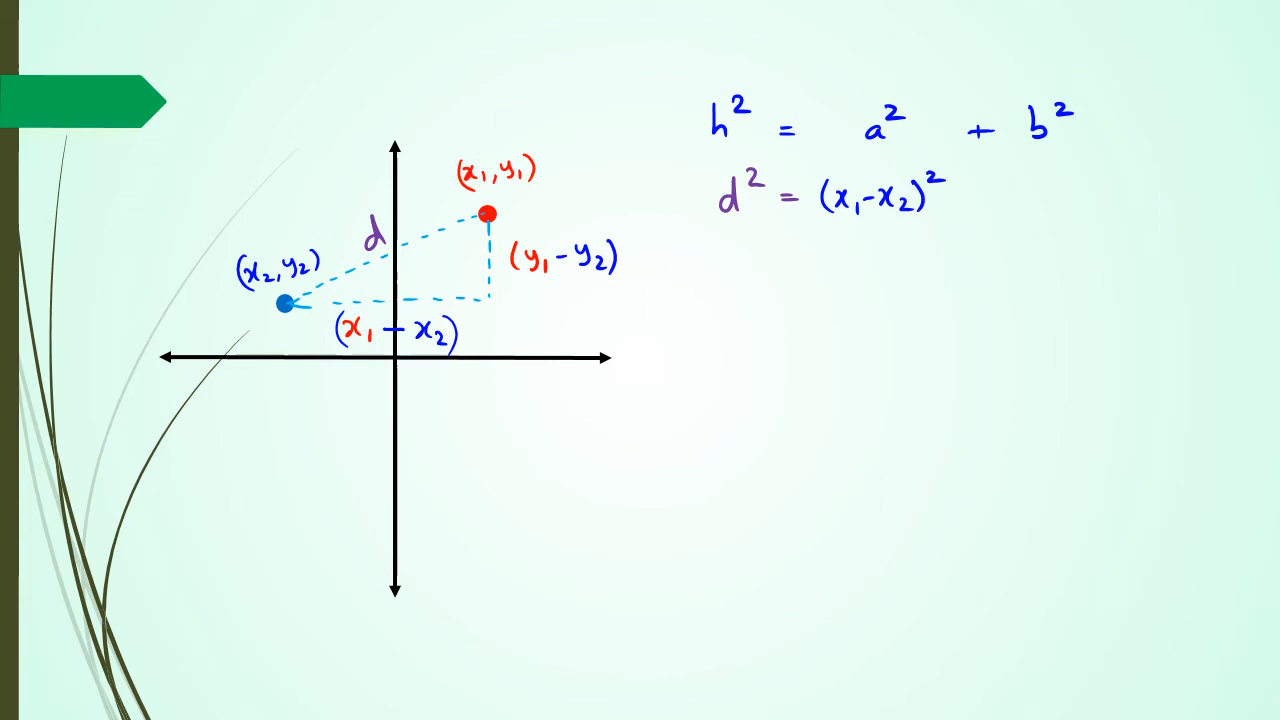 h² = a² + b²
(x₁,y₁)
d² = (x₁-x₂)²
d
(x₂,y₂)
(y₁-y₂)
(x₁-x₂)